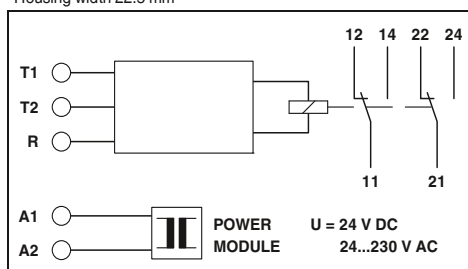 Housing width 22.5 mm
12 14 22 24
T1
T2
R
11 21
A1
POWER U = 24 V DC
A2
MODULE 24...230 V AC